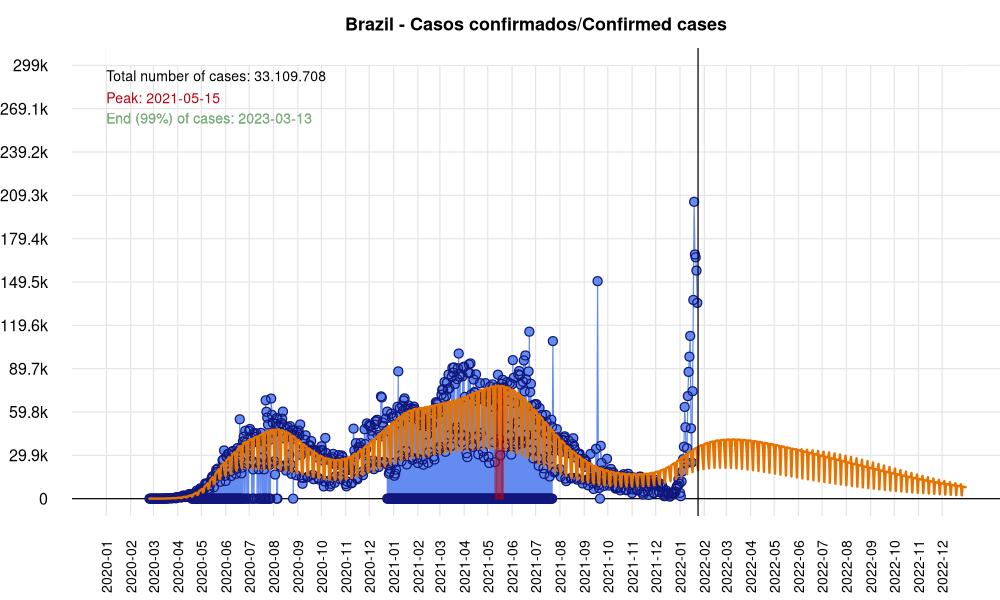 Brazil - Casos confirmados/Confirmed cases
Total number of cases: 33.109.708
Peak: 2021-05-15
End (99%) of cases: 2023-03-13
299k
269.1k
239.2k
209.3k
179.4k
149.5k
119.6k
89.7k
59.8k
29.9k
0
2020-01
2020-02
2020-03
2020-04
2020-05
2020-06
2020-07
2020-08
2020-09
2020-10
2020-11
2020-12
2021-01
2021-02
2021-03
2021-04
2021-05
2021-06
2021-07
2021-08
2021-09
2021-10
2021-11
2021-12
2022-01
2022-02
2022-03
2022-04
2022-05
2022-06
2022-07
2022-08
2022-09
2022-10
2022-11
2022-12